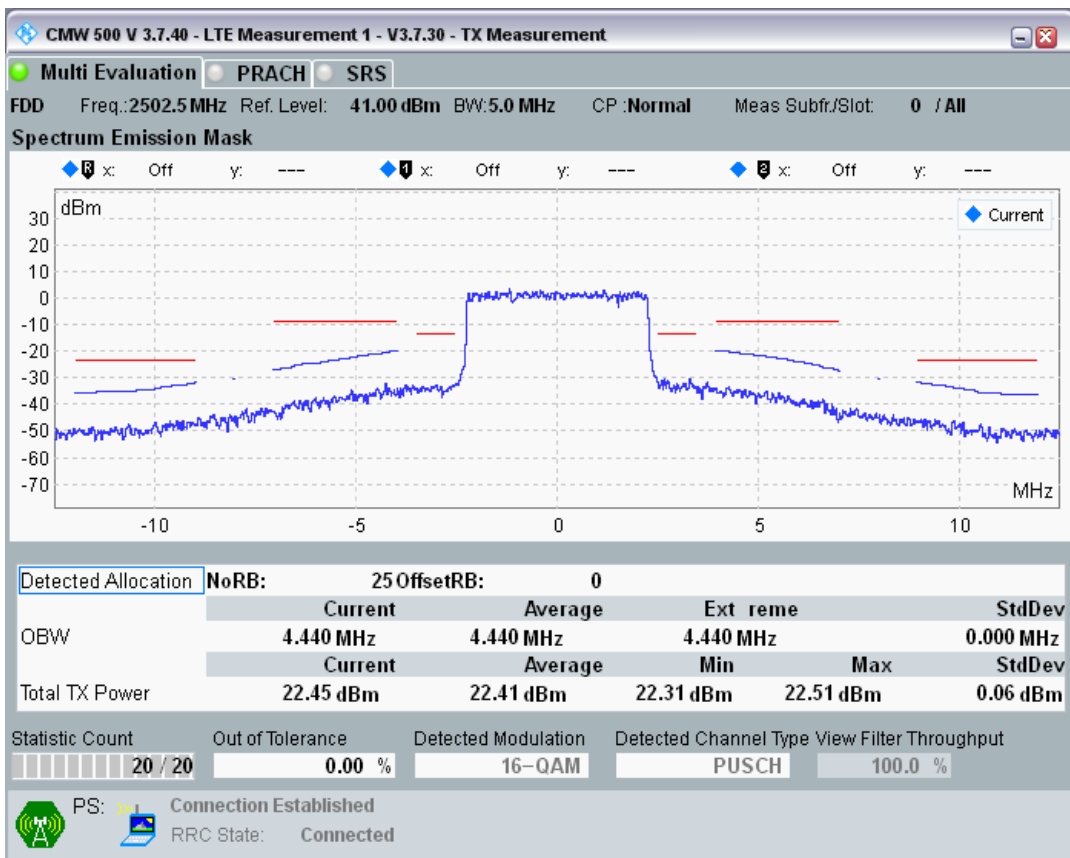 CMW 500 V 3.7.40 - LTE Measurement 1 - V3.7.30 - TX Measurement
Multi Evaluation PRACH SRS
FDD Freq.:2502.5 MHz Ref. Level: 41.00 dBm BW:5.0 MHz CP :Normal Meas Subfr./Slot: 0 / All
Spectrum Emission Mask
R x: Off y: --- 1 x: Off y: --- 2 x: Off y: ---
dBm
Current
30
20
10
0
-10
-20
-30
-40
-50
-60
-70
MHz
-10 -5 0 5 10
Detected Allocation NoRB: 25 OffsetRB: 0
Current Average Ext reme StdDev
OBW 4.440 MHz 4.440 MHz 4.440 MHz 0.000 MHz
Current Average Min Max StdDev
Total TX Power 22.45 dBm 22.41 dBm 22.31 dBm 22.51 dBm 0.06 dBm
Statistic Count Out of Tolerance Detected Modulation Detected Channel Type View Filter Throughput
20 / 20 0.00 % 16-QAM PUSCH 100.0 %
PS: Connection Established
RRC State: Connected